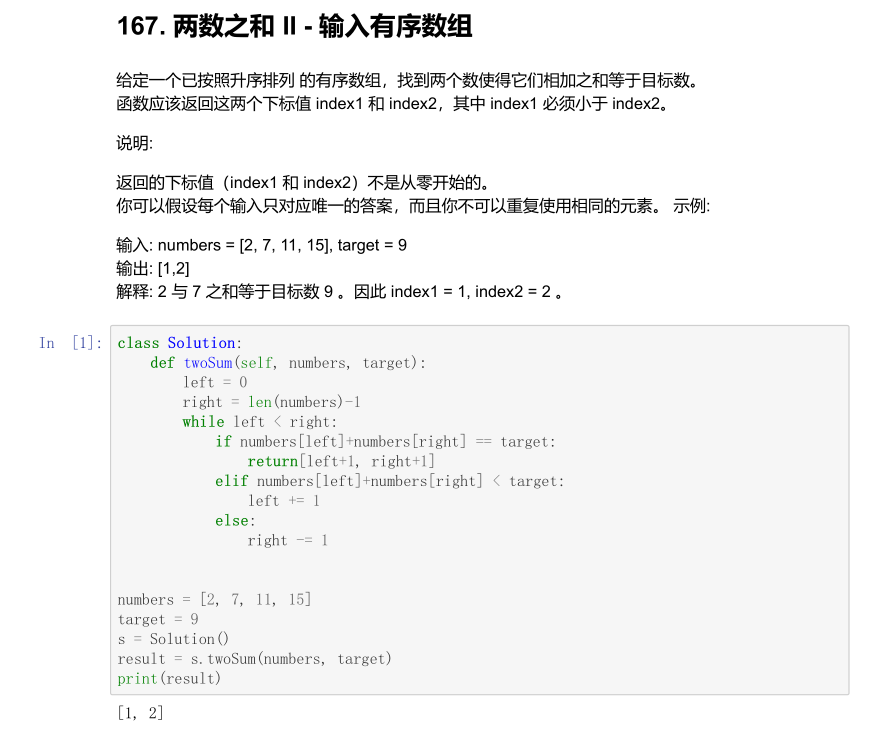 167. 两数之和 II - 输入有序数组
给定一个已按照升序排列 的有序数组，找到两个数使得它们相加之和等于目标数。
函数应该返回这两个下标值 index1 和 index2，其中 index1 必须小于 index2。
说明:
返回的下标值（index1 和 index2）不是从零开始的。
你可以假设每个输入只对应唯一的答案，而且你不可以重复使用相同的元素。 示例:
输入: numbers = [2, 7, 11, 15], target = 9
输出: [1,2]
解释: 2 与 7 之和等于目标数 9 。因此 index1 = 1, index2 = 2 。
In [1]: class Solution:
    def twoSum(self, numbers, target):
        left = 0
        right = len(numbers)-1
        while left < right:
            if numbers[left]+numbers[right] == target:
                return[left+1, right+1]
            elif numbers[left]+numbers[right] < target:
                left += 1
            else:
                right -= 1
numbers = [2, 7, 11, 15]
target = 9
s = Solution()
result = s.twoSum(numbers, target)
print(result)
[1, 2]